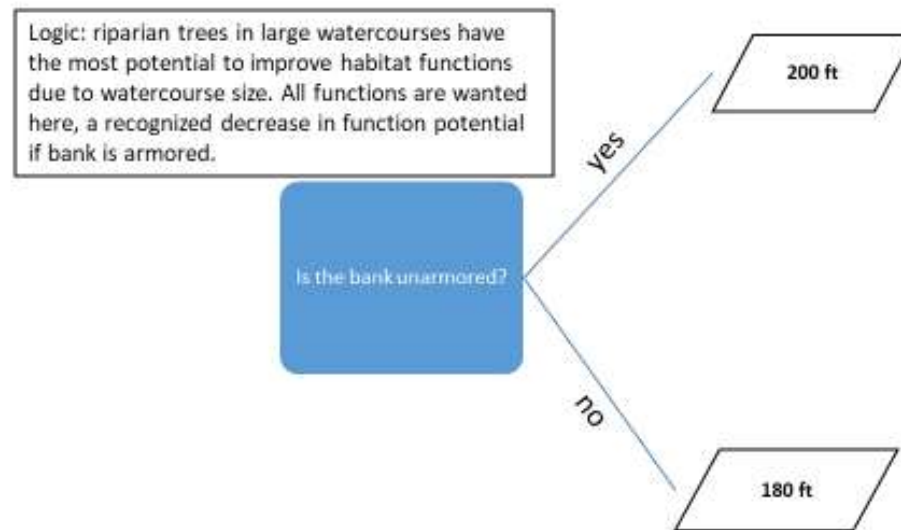 Logic: riparian trees in large watercourses have
the most potential to improve habitat functions
due to watercourse size. All functions are wanted
here, a recognized decrease in function potential
if bank is armored.
200 ft
yes
Is the bank unarmored?
no
180 ft